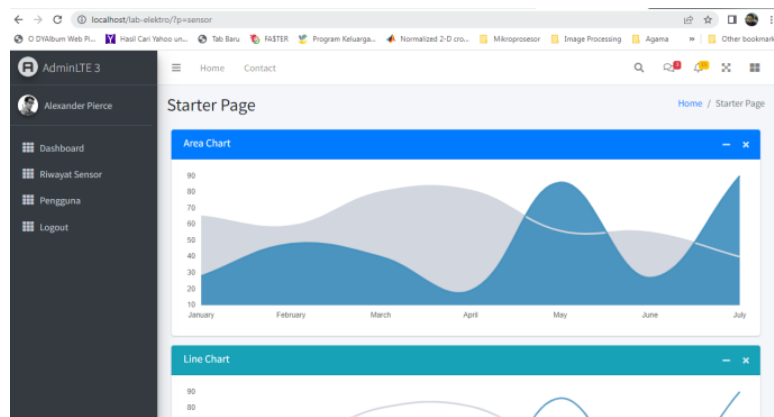 localhost/lab-elektro/?p=sensor
O DYAlbum Web Pi... Hasil Cari Yahoo un... Tab Baru FA$TER Program Keluarga... Normalized 2-D cro... Mikroprosesor Image Processing Agama » Other bookmark
AdminLTE 3
Home Contact
Alexander Pierce
Starter Page
Home / Starter Page
Dashboard
Riwayat Sensor
Pengguna
Logout
Area Chart
90
80
70
60
50
40
30
20
10
January February March April May June July
Line Chart
90
80